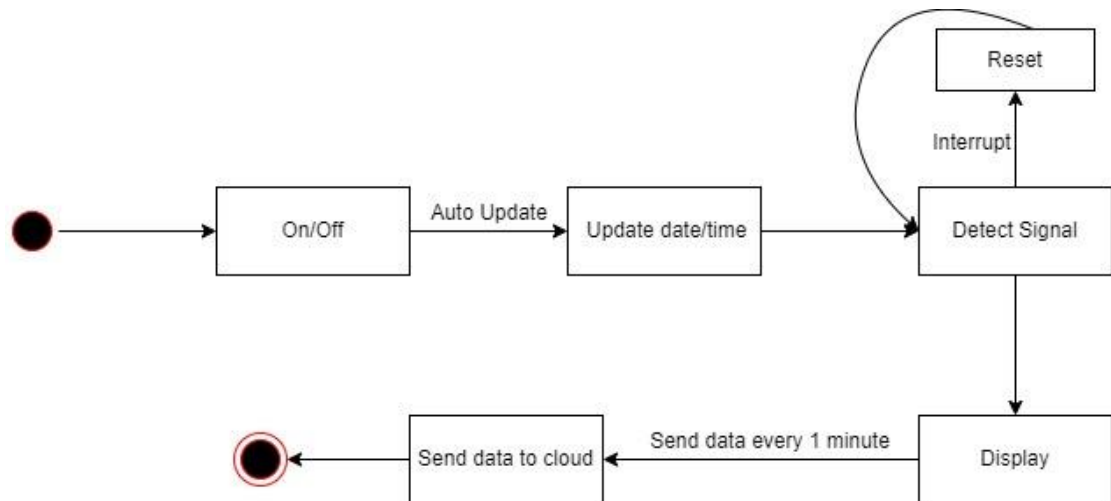 Reset
Interrupt
On/Off
Auto Update
Update date/time
Detect Signal
Send data to cloud
Send data every 1 minute
Display